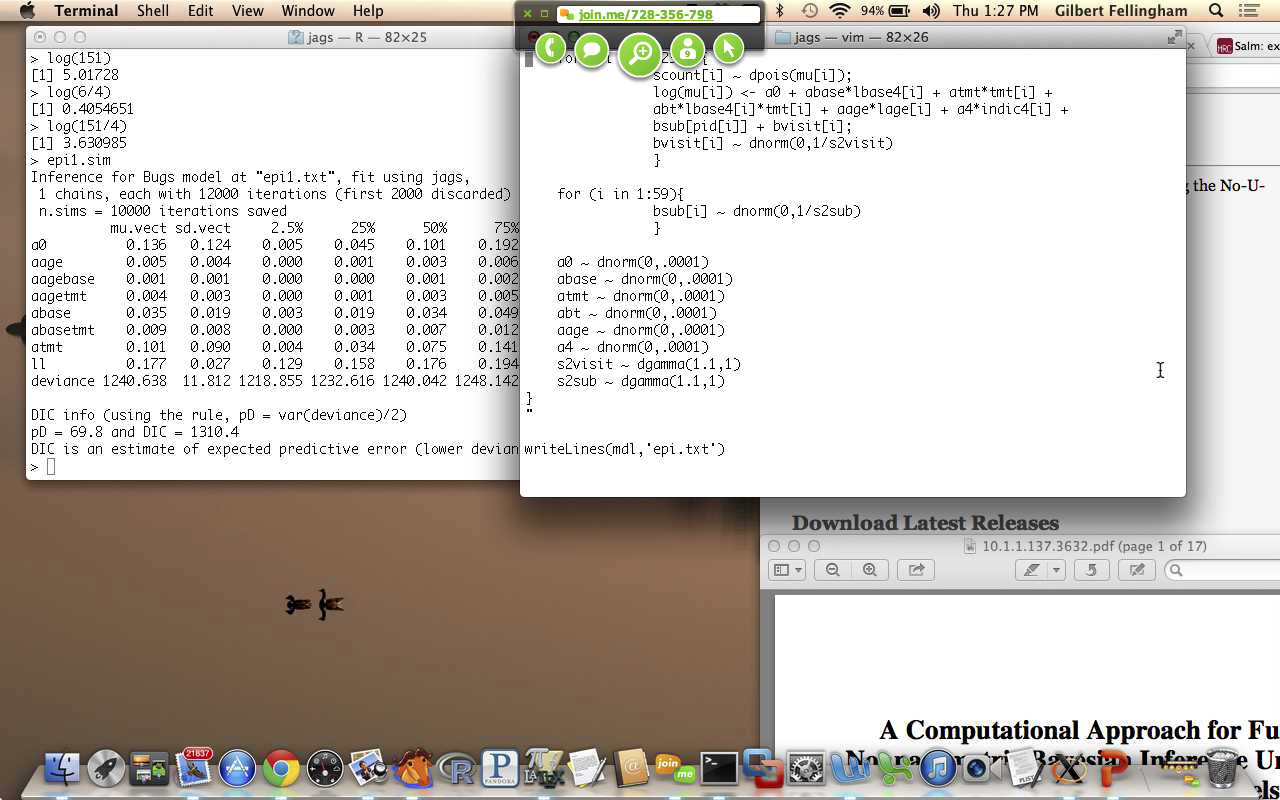 Terminal Shell Edit View Window Help
94% Thu 1:27 PM Gilbert Fellingham
join.me/728-356-798
jags — R — 82×25
> log(151)
[1] 5.01728
> log(6/4)
[1] 0.4054651
> log(151/4)
[1] 3.630985
> epi1.sim
Inference for Bugs model at "epi1.txt", fit using jags,
1 chains, each with 12000 iterations (first 2000 discarded)
n.sims = 10000 iterations saved
mu.vect sd.vect 2.5% 25% 50% 75%
a0 0.136 0.124 0.005 0.045 0.101 0.192
aage 0.005 0.004 0.000 0.001 0.003 0.006
aagebase 0.001 0.001 0.000 0.000 0.001 0.002
aagetmt 0.004 0.003 0.000 0.001 0.003 0.005
abase 0.035 0.019 0.003 0.019 0.034 0.049
abasetmt 0.009 0.008 0.000 0.003 0.007 0.012
atmt 0.101 0.090 0.004 0.034 0.075 0.141
ll 0.177 0.027 0.129 0.158 0.176 0.194
deviance 1240.638 11.812 1218.855 1232.616 1240.042 1248.142
DIC info (using the rule, pD = var(deviance)/2)
pD = 69.8 and DIC = 1310.4
DIC is an estimate of expected predictive error (lower devian
>
jags — vim — 82×26
scount[i] ~ dpois(mu[i]);
log(mu[i]) <- a0 + abase*lbase4[i] + atmt*tmt[i] +
abt*lbase4[i]*tmt[i] + aage*lage[i] + a4*indic4[i] +
bsub[pid[i]] + bvisit[i];
bvisit[i] ~ dnorm(0,1/s2visit)
}
for (i in 1:59){
bsub[i] ~ dnorm(0,1/s2sub)
}
a0 ~ dnorm(0,.0001)
abase ~ dnorm(0,.0001)
atmt ~ dnorm(0,.0001)
abt ~ dnorm(0,.0001)
aage ~ dnorm(0,.0001)
a4 ~ dnorm(0,.0001)
s2visit ~ dgamma(1.1,1)
s2sub ~ dgamma(1.1,1)
}
"
writeLines(mdl,'epi.txt')
MRC Salm: ex
g the No-U-
Download Latest Releases
10.1.1.137.3632.pdf (page 1 of 17)
A Computational Approach for Fu
21837
PANDORA
join me
PLIST
els